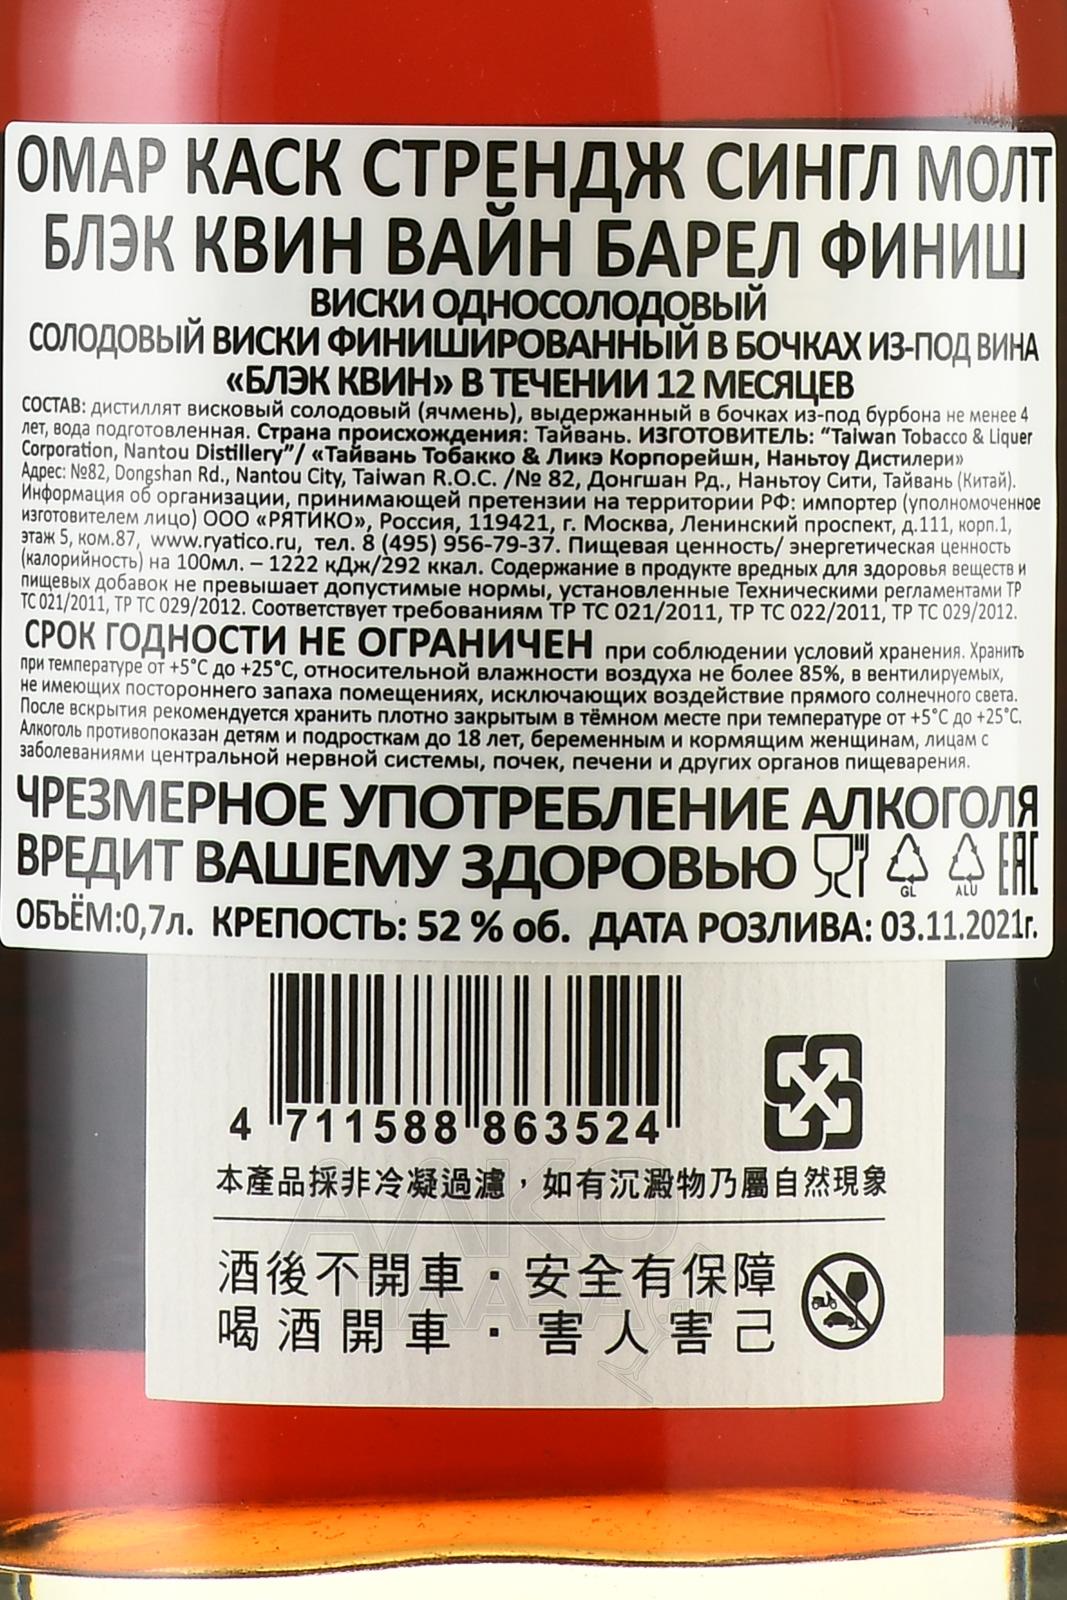 ОМАР КАСК СТРЕНДЖ СИНГЛ МОЛТ
БЛЭК КВИН ВАЙН БАРЕЛ ФИНИШ
ВИСКИ ОДНОСОЛОДОВЫЙ
СОЛОДОВЫЙ ВИСКИ ФИНИШИРОВАННЫЙ В БОЧКАХ ИЗ-ПОД ВИНА
«БЛЭК КВИН» В ТЕЧЕНИИ 12 МЕСЯЦЕВ
СОСТАВ: дистиллят висковый солодовый (ячмень), выдержанный в бочках из-под бурбона не менее 4
лет, вода подготовленная. Страна происхождения: Тайвань. ИЗГОТОВИТЕЛЬ: “Taiwan Tobacco & Liquer
Corporation, Nantou Distillery”/ «Тайвань Тобакко & Ликэ Корпорейшн, Наньтоу Дистилери»
Адрес: №82, Dongshan Rd., Nantou City, Taiwan R.O.C. /№ 82, Донгшан Рд., Наньтоу Сити, Тайвань (Китай).
Информация об организации, принимающей претензии на территории РФ: импортер (уполномоченное
изготовителем лицо) ООО «РЯТИКО», Россия, 119421, г. Москва, Ленинский проспект, д.111, корп.1,
этаж 5, ком.87, www.ryatico.ru, тел. 8 (495) 956-79-37. Пищевая ценность/ энергетическая ценность
(калорийность) на 100мл. – 1222 кДж/292 ккал. Содержание в продукте вредных для здоровья веществ и
пищевых добавок не превышает допустимые нормы, установленные Техническими регламентами ТР
ТС 021/2011, ТР ТС 029/2012. Соответствует требованиям ТР ТС 021/2011, ТР ТС 022/2011, ТР ТС 029/2012.
СРОК ГОДНОСТИ НЕ ОГРАНИЧЕН при соблюдении условий хранения. Хранить
при температуре от +5°С до +25°С, относительной влажности воздуха не более 85%, в вентилируемых,
не имеющих постороннего запаха помещениях, исключающих воздействие прямого солнечного света.
После вскрытия рекомендуется хранить плотно закрытым в тёмном месте при температуре от +5°С до +25°С.
Алкоголь противопоказан детям и подросткам до 18 лет, беременным и кормящим женщинам, лицам с
заболеваниями центральной нервной системы, почек, печени и других органов пищеварения.
ЧРЕЗМЕРНОЕ УПОТРЕБЛЕНИЕ АЛКОГОЛЯ
ВРЕДИТ ВАШЕМУ ЗДОРОВЬЮ GL ALU EAC
ОБЪЁМ:0,7л. КРЕПОСТЬ: 52 % об. ДАТА РОЗЛИВА: 03.11.2021г.
4 711588 863524
本產品採非冷凝過濾，如有沉澱物乃屬自然現象
酒後不開車·安全有保障
喝酒開車·害人害己
АЛКО
ПЛАЗА.ru